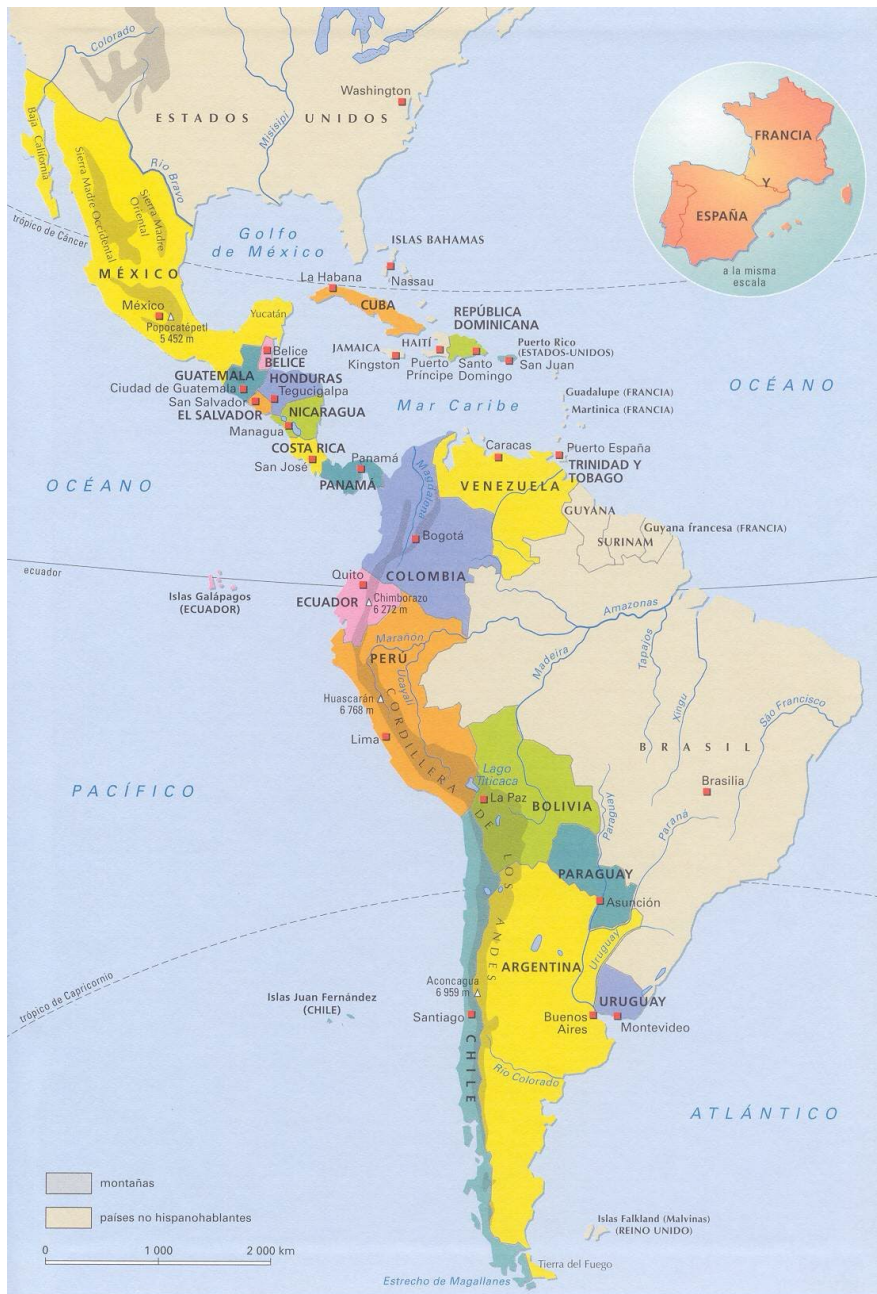 Colorado
Washington
ESTADOS UNIDOS
Misisipi
Baja California
Río Bravo
Sierra Madre Occidental
Sierra Madre
Oriental
FRANCIA
Y
ESPAÑA
a la misma
escala
trópico de Cáncer
Golfo
de México
ISLAS BAHAMAS
Nassau
MÉXICO
La Habana
CUBA
México
Popocatépetl
5 452 m
Yucatán
REPÚBLICA
DOMINICANA
JAMAICA
HAITÍ
Kingston
Puerto
Príncipe
Santo
Domingo
Puerto Rico
(ESTADOS-UNIDOS)
San Juan
Belice
BELICE
GUATEMALA
HONDURAS
Ciudad de Guatemala
Tegucigalpa
San Salvador
EL SALVADOR
NICARAGUA
Managua
Mar Caribe
Guadalupe (FRANCIA)
Martinica (FRANCIA)
OCÉANO
COSTA RICA
San José
Panamá
PANAMÁ
Caracas
Puerto España
TRINIDAD Y
TOBAGO
OCÉANO
Magdalena
VENEZUELA
GUYANA
Guyana francesa (FRANCIA)
SURINAM
Bogotá
ecuador
Quito
COLOMBIA
Islas Galápagos
(ECUADOR)
ECUADOR
Chimborazo
6 272 m
Amazonas
Marañón
PERÚ
Ucayali
Madeira
Tapajos
Xingu
São Francisco
Huascarán
6 768 m
Lima
CORDILLERA DE LOS ANDES
BRASIL
Brasilia
PACÍFICO
Lago
Titicaca
La Paz
BOLIVIA
Paraguay
Paraná
PARAGUAY
Asunción
trópico de Capricornio
ARGENTINA
Uruguay
Aconcagua
6 959 m
Islas Juan Fernández
(CHILE)
Santiago
URUGUAY
Buenos
Aires
Montevideo
CHILE
Río Colorado
ATLÁNTICO
montañas
países no hispanohablantes
0 1 000 2 000 km
Islas Falkland (Malvinas)
(REINO UNIDO)
Tierra del Fuego
Estrecho de Magallanes